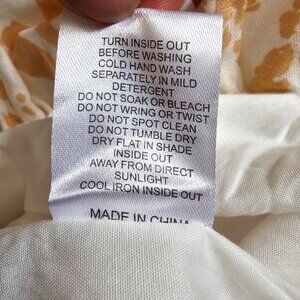 TURN INSIDE OUT
BEFORE WASHING
COLD HAND WASH
SEPARATELY IN MILD
DETERGENT
DO NOT SOAK OR BLEACH
DO NOT WRING OR TWIST
DO NOT SPOT CLEAN
DO NOT TUMBLE DRY
DRY FLAT IN SHADE
INSIDE OUT
AWAY FROM DIRECT
SUNLIGHT
COOL IRON INSIDE OUT
MADE IN CHINA